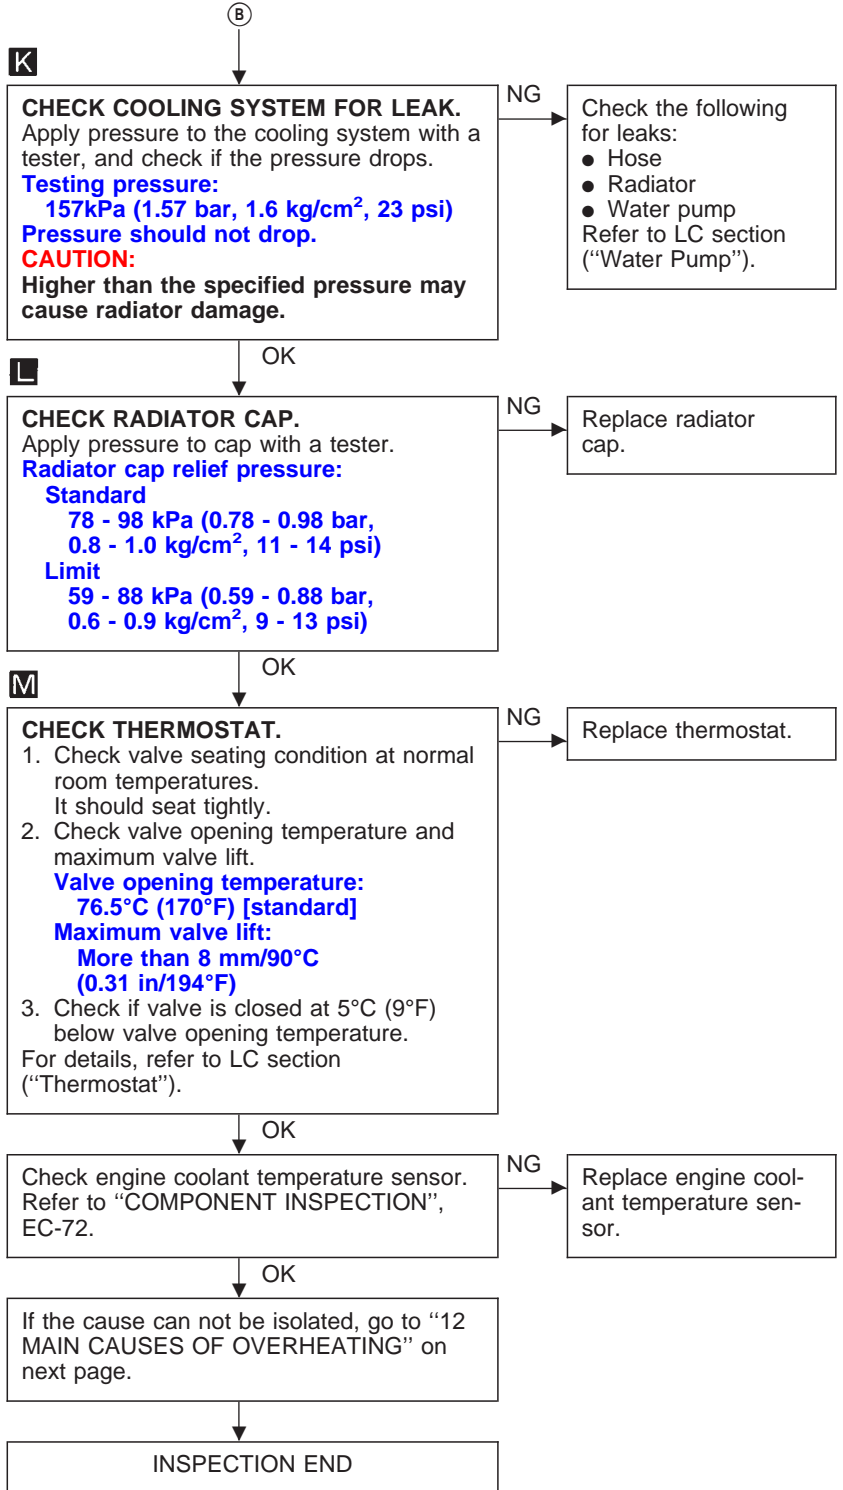 B
K
CHECK COOLING SYSTEM FOR LEAK.
Apply pressure to the cooling system with a
tester, and check if the pressure drops.
Testing pressure:
157kPa (1.57 bar, 1.6 kg/cm², 23 psi)
Pressure should not drop.
CAUTION:
Higher than the specified pressure may
cause radiator damage.
NG
Check the following
for leaks:
● Hose
● Radiator
● Water pump
Refer to LC section
(‘‘Water Pump’’).
OK
L
CHECK RADIATOR CAP.
Apply pressure to cap with a tester.
Radiator cap relief pressure:
Standard
78 - 98 kPa (0.78 - 0.98 bar,
0.8 - 1.0 kg/cm², 11 - 14 psi)
Limit
59 - 88 kPa (0.59 - 0.88 bar,
0.6 - 0.9 kg/cm², 9 - 13 psi)
NG
Replace radiator
cap.
OK
M
CHECK THERMOSTAT.
1. Check valve seating condition at normal
room temperatures.
It should seat tightly.
2. Check valve opening temperature and
maximum valve lift.
Valve opening temperature:
76.5°C (170°F) [standard]
Maximum valve lift:
More than 8 mm/90°C
(0.31 in/194°F)
3. Check if valve is closed at 5°C (9°F)
below valve opening temperature.
For details, refer to LC section
(‘‘Thermostat’’).
NG
Replace thermostat.
OK
Check engine coolant temperature sensor.
Refer to ‘‘COMPONENT INSPECTION’’,
EC-72.
NG
Replace engine cool-
ant temperature sen-
sor.
OK
If the cause can not be isolated, go to ‘‘12
MAIN CAUSES OF OVERHEATING’’ on
next page.
INSPECTION END